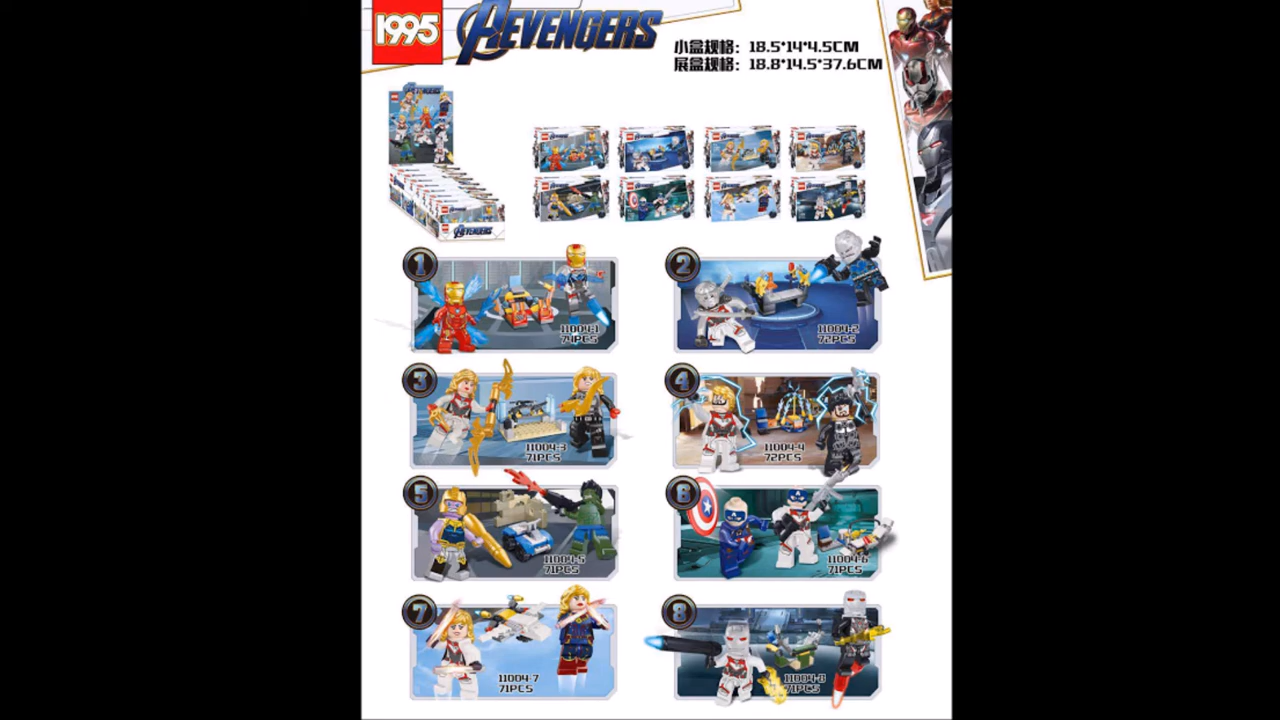 1995
REVENGERS
小盒规格: 18.5*14*4.5CM
展盒规格: 18.8*14.5*37.6CM
REVENGERS
1
11004-1
74PCS
2
11004-2
72PCS
3
11004-3
71PCS
4
11004-4
72PCS
5
11004-5
71PCS
6
11004-6
71PCS
7
11004-7
71PCS
8
11004-8
71PCS